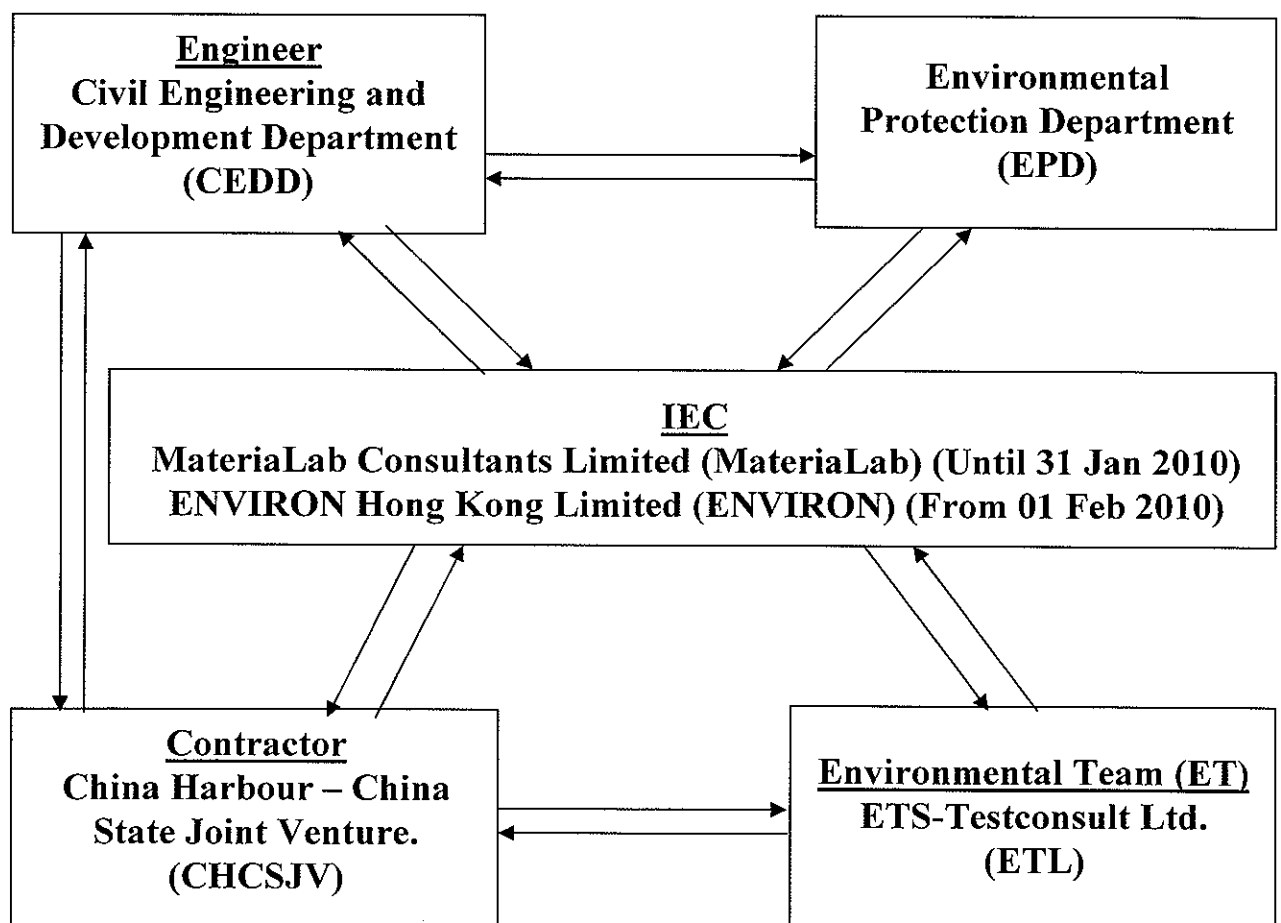 Engineer
Civil Engineering and
Development Department
(CEDD)
Environmental
Protection Department
(EPD)
IEC
MateriaLab Consultants Limited (MateriaLab) (Until 31 Jan 2010)
ENVIRON Hong Kong Limited (ENVIRON) (From 01 Feb 2010)
Contractor
China Harbour – China
State Joint Venture.
(CHCSJV)
Environmental Team (ET)
ETS-Testconsult Ltd.
(ETL)